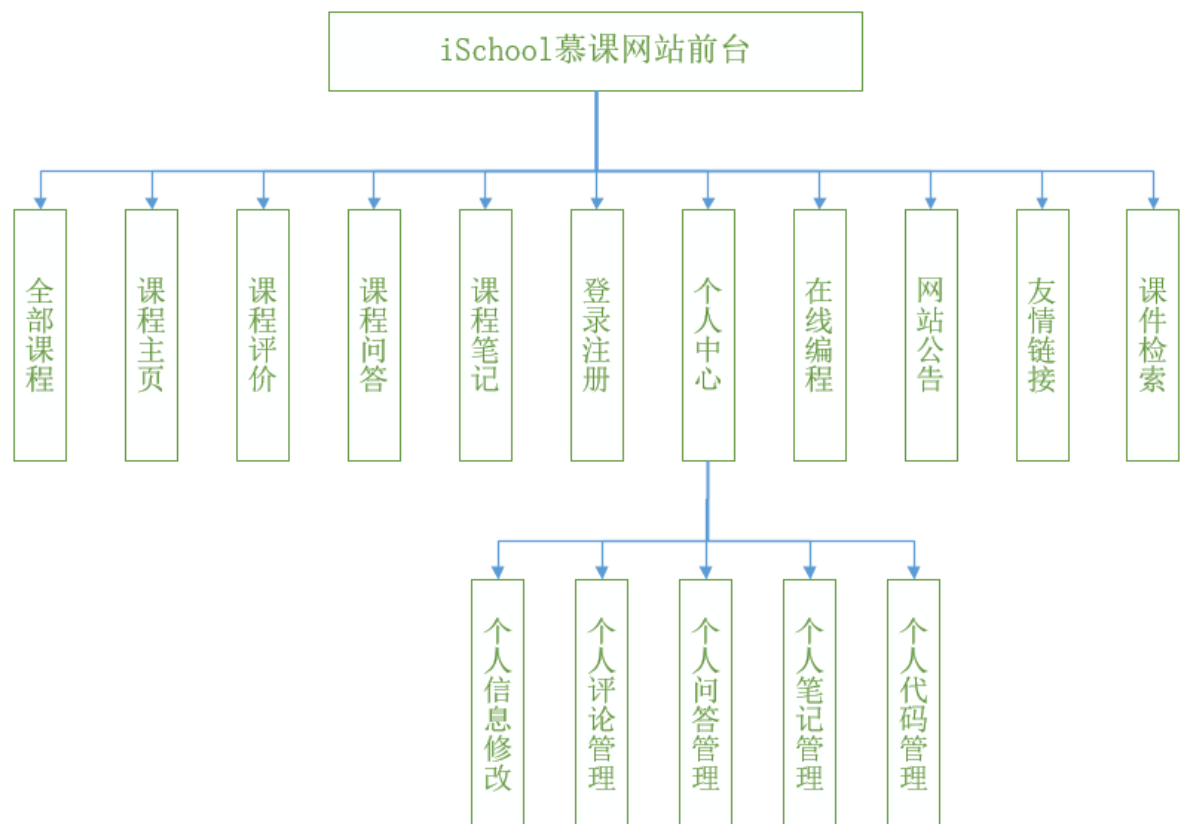 iSchool慕课网站前台
全部课程
课程主页
课程评价
课程问答
课程笔记
登录注册
个人中心
在线编程
网站公告
友情链接
课件检索
个人信息修改
个人评论管理
个人问答管理
个人笔记管理
个人代码管理